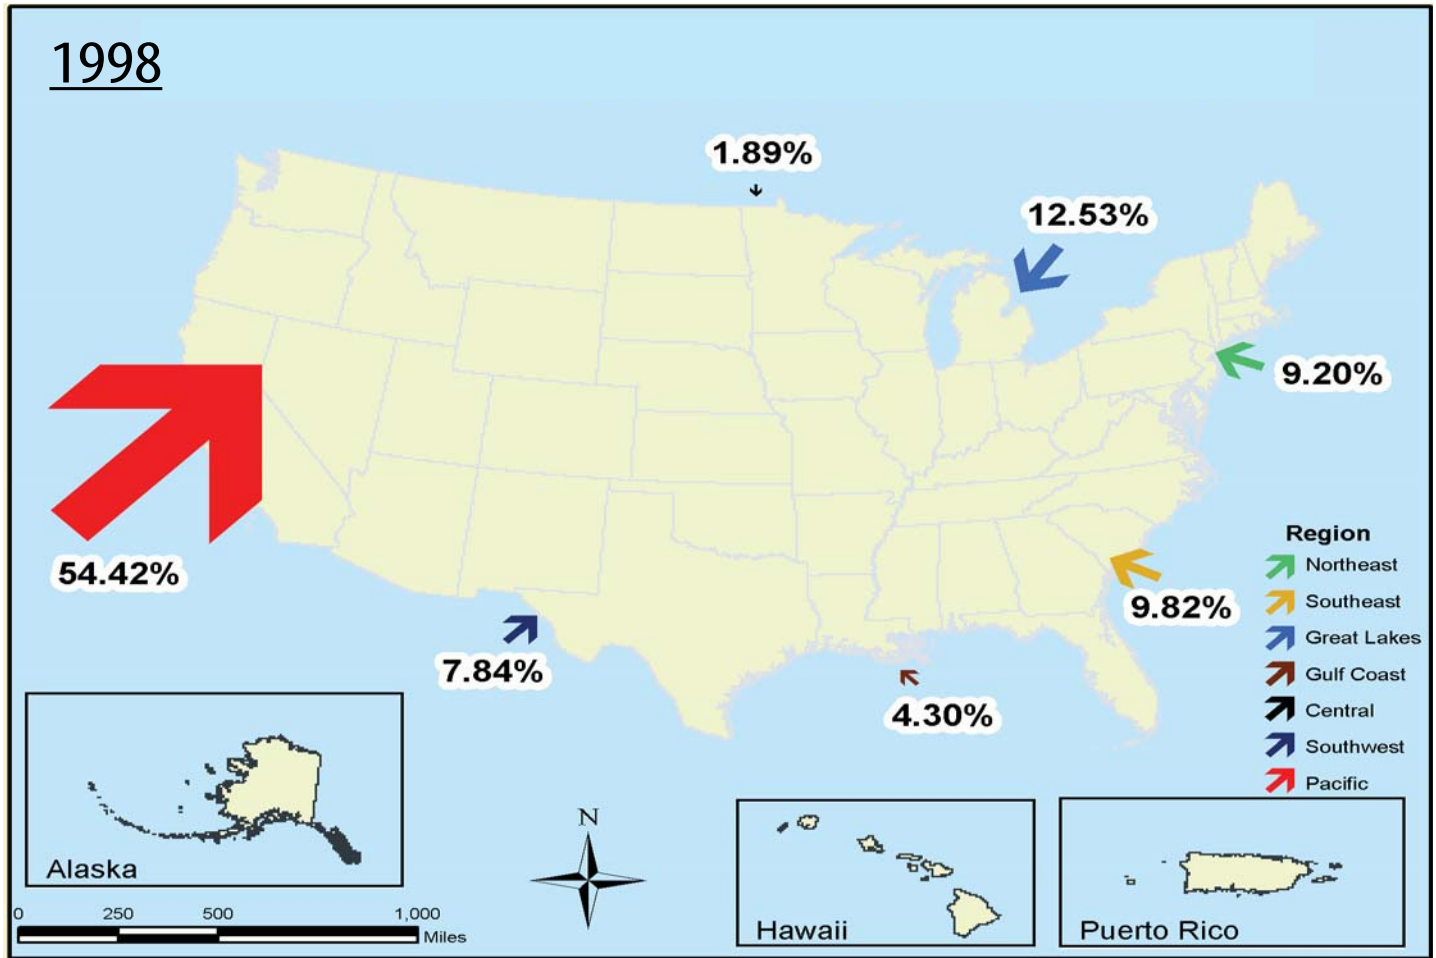 1998
1.89%
12.53%
9.20%
54.42%
Region
Northeast
Southeast
9.82%
Great Lakes
7.84%
Gulf Coast
4.30%
Central
Southwest
Pacific
N
Alaska
0 250 500 1,000
Miles
Hawaii
Puerto Rico